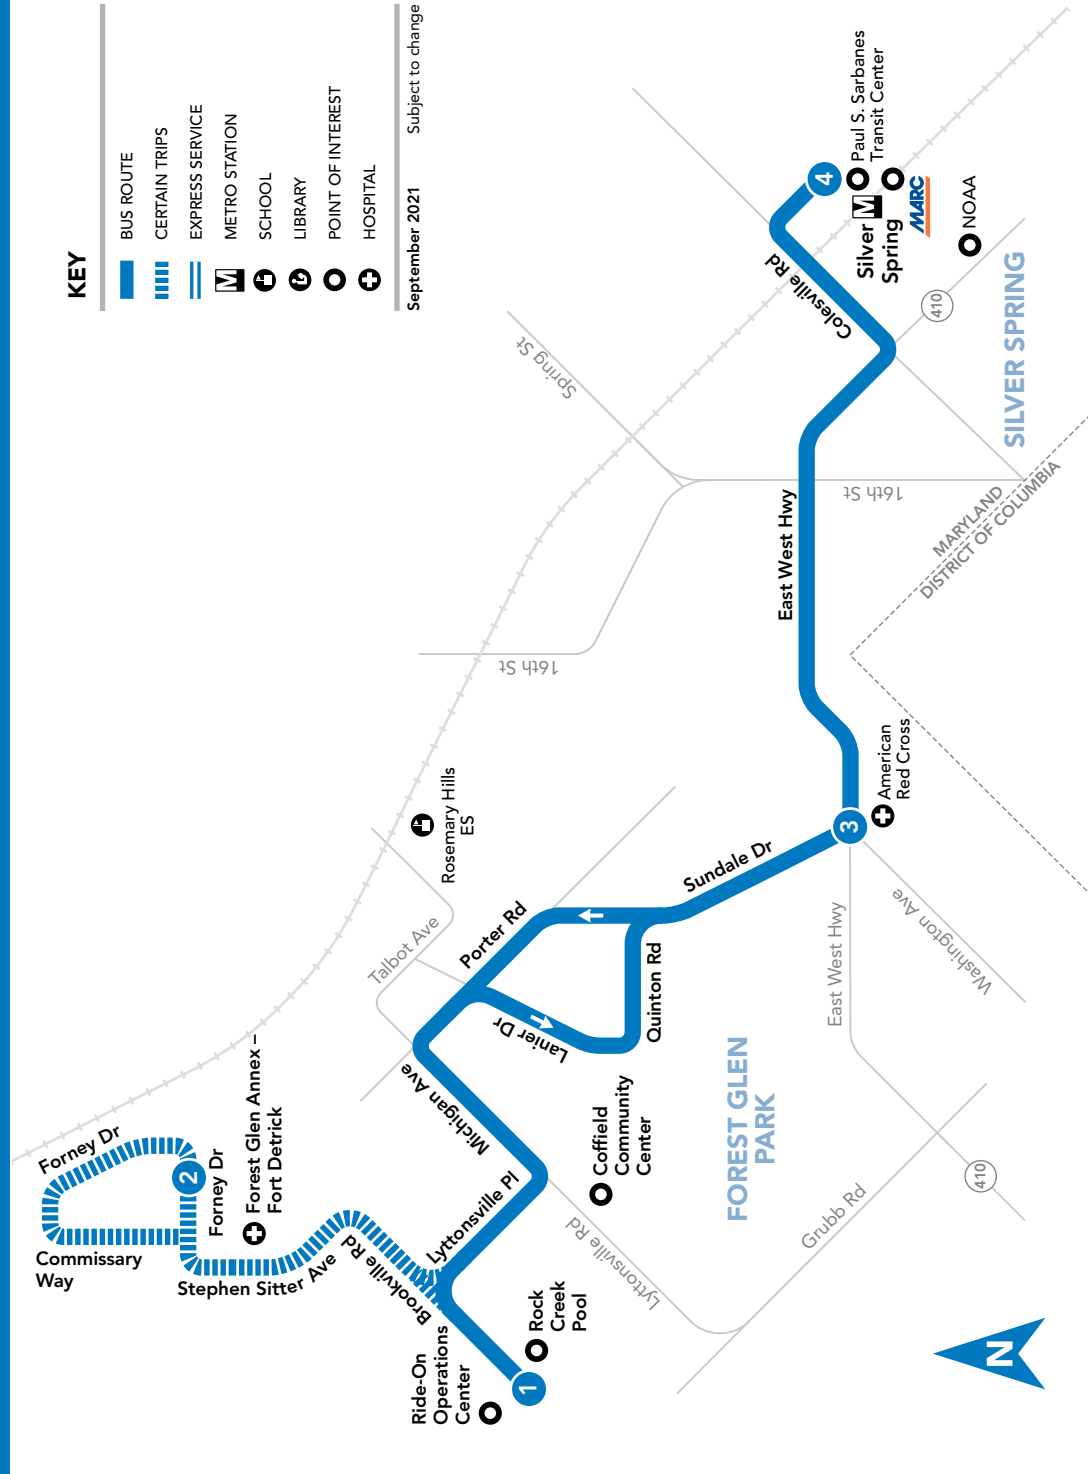 KEY
BUS ROUTE
CERTAIN TRIPS
EXPRESS SERVICE
M
METRO STATION
SCHOOL
LIBRARY
POINT OF INTEREST
HOSPITAL
September 2021
Subject to change
Forney Dr
Commissary
Way
2
Forney Dr
Forest Glen Annex –
Fort Detrick
Stephen Sitter Ave
Brookville Rd
Lyttonsville Pl
Ride-On
Operations
Center
1
Rock
Creek
Pool
Michigan Ave
Talbot Ave
Porter Rd
Lanier Dr
Quinton Rd
Rosemary Hills
ES
Coffield
Community
Center
Lyttonsville Rd
Grubb Rd
FOREST GLEN
PARK
410
East West Hwy
Washington Ave
Sundale Dr
3
American
Red Cross
East West Hwy
16th St
16th St
Spring St
MARYLAND
DISTRICT OF COLUMBIA
Colesville Rd
4
Paul S. Sarbanes
Transit Center
Silver
Spring
M
MARC
NOAA
410
SILVER SPRING
N